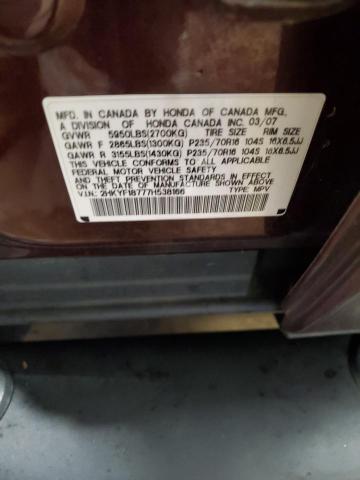 MFD. IN CANADA BY HONDA OF CANADA MFG.,
A DIVISION OF HONDA CANADA INC. 03/07
GVWR 5950LBS(2700KG) TIRE SIZE RIM SIZE
GAWR F 2865LBS(1300KG) P235/70R16 104S 16X6.5JJ
GAWR R 3155LBS(1430KG) P235/70R16 104S 16X6.5JJ
THIS VEHICLE CONFORMS TO ALL APPLICABLE
FEDERAL MOTOR VEHICLE SAFETY
AND THEFT PREVENTION STANDARDS IN EFFECT
ON THE DATE OF MANUFACTURE SHOWN ABOVE
V.I.N.: 2HKYF18777H538166 TYPE: MPV